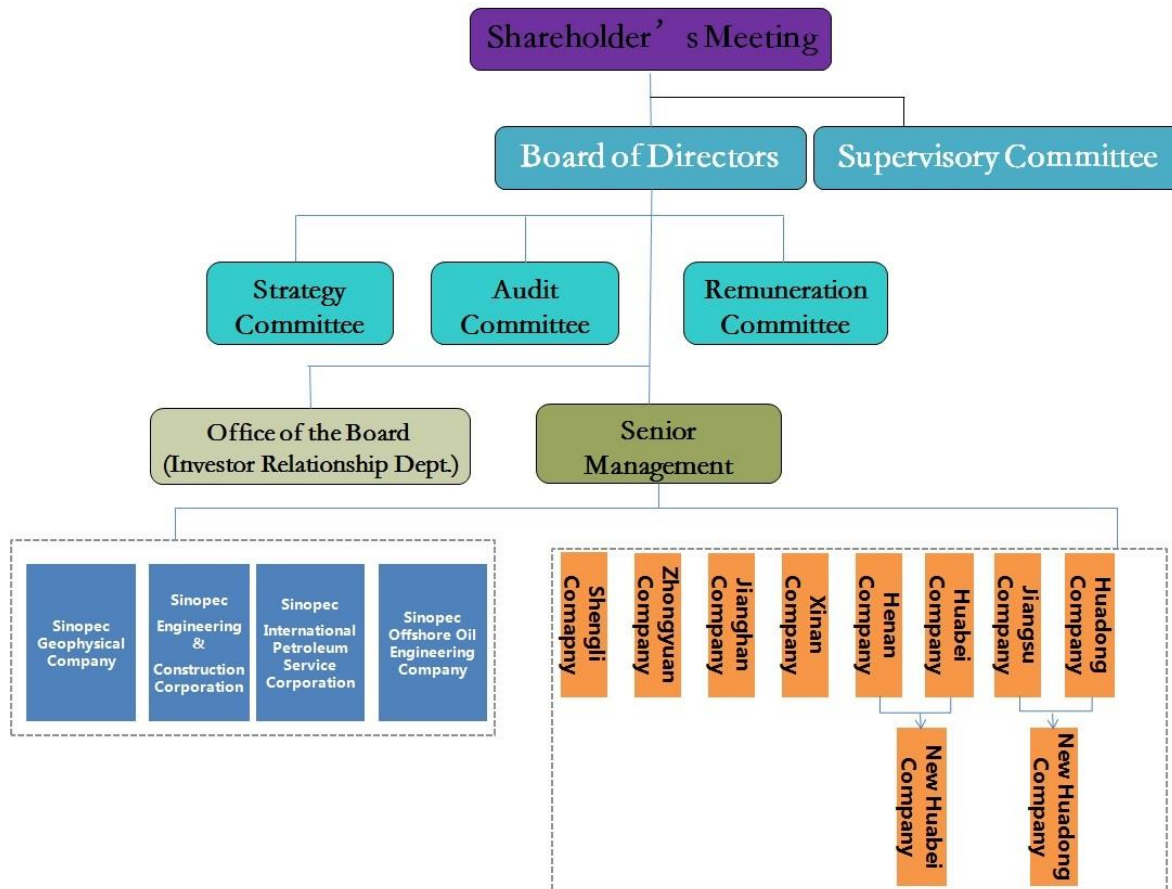 Shareholder’s Meeting
Board of Directors
Supervisory Committee
Strategy
Committee
Audit
Committee
Remuneration
Committee
Office of the Board
(Investor Relationship Dept.)
Senior
Management
Sinopec
Geophysical
Company
Sinopec
Engineering
&
Construction
Corporation
Sinopec
International
Petroleum
Service
Corporation
Sinopec
Offshore Oil
Engineering
Company
Shengli
Comapny
Zhongyuan
Company
Jianghan
Company
Xinan
Company
Henan
Company
Huabei
Company
Jiangsu
Company
Huadong
Company
New Huabei
Company
New Huadong
Company